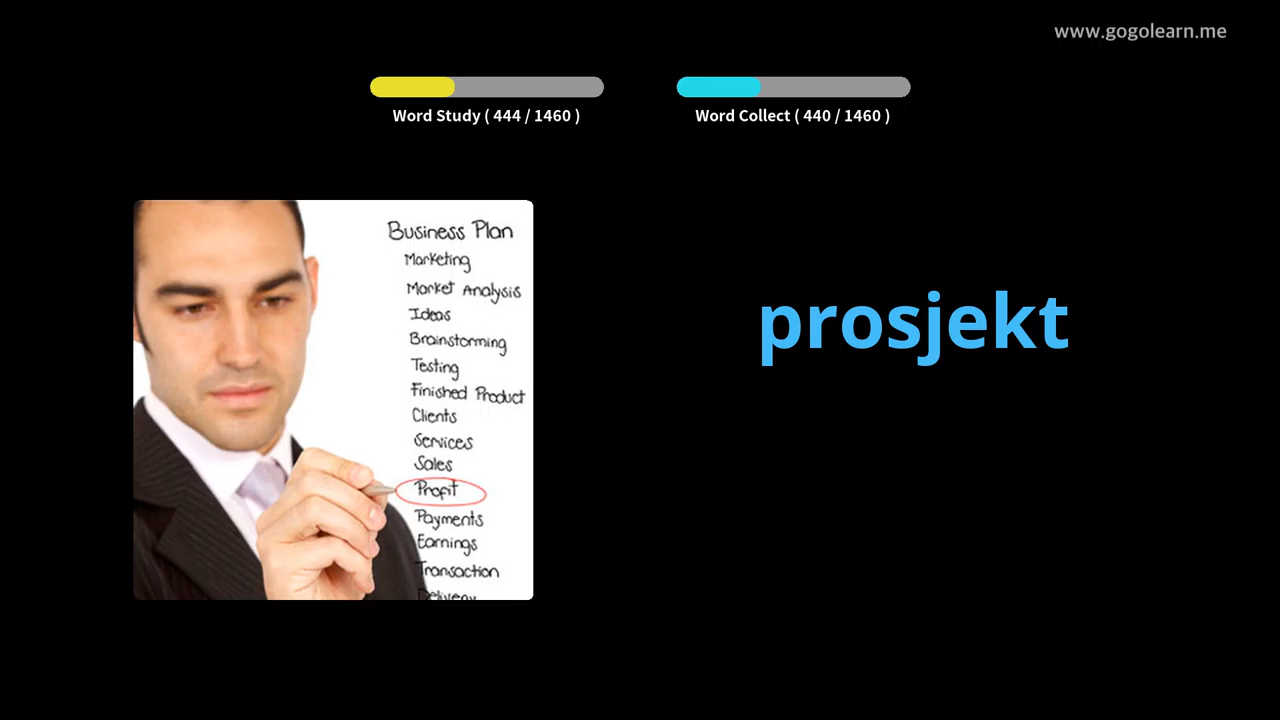 www.gogolearn.me
Word Study ( 444 / 1460 )
Word Collect ( 440 / 1460 )
Business Plan
Marketing
Market Analysis
Ideas
Brainstorming
Testing
Finished Product
Clients
Services
Sales
Profit
Payments
Earnings
Transaction
Delivery
prosjekt